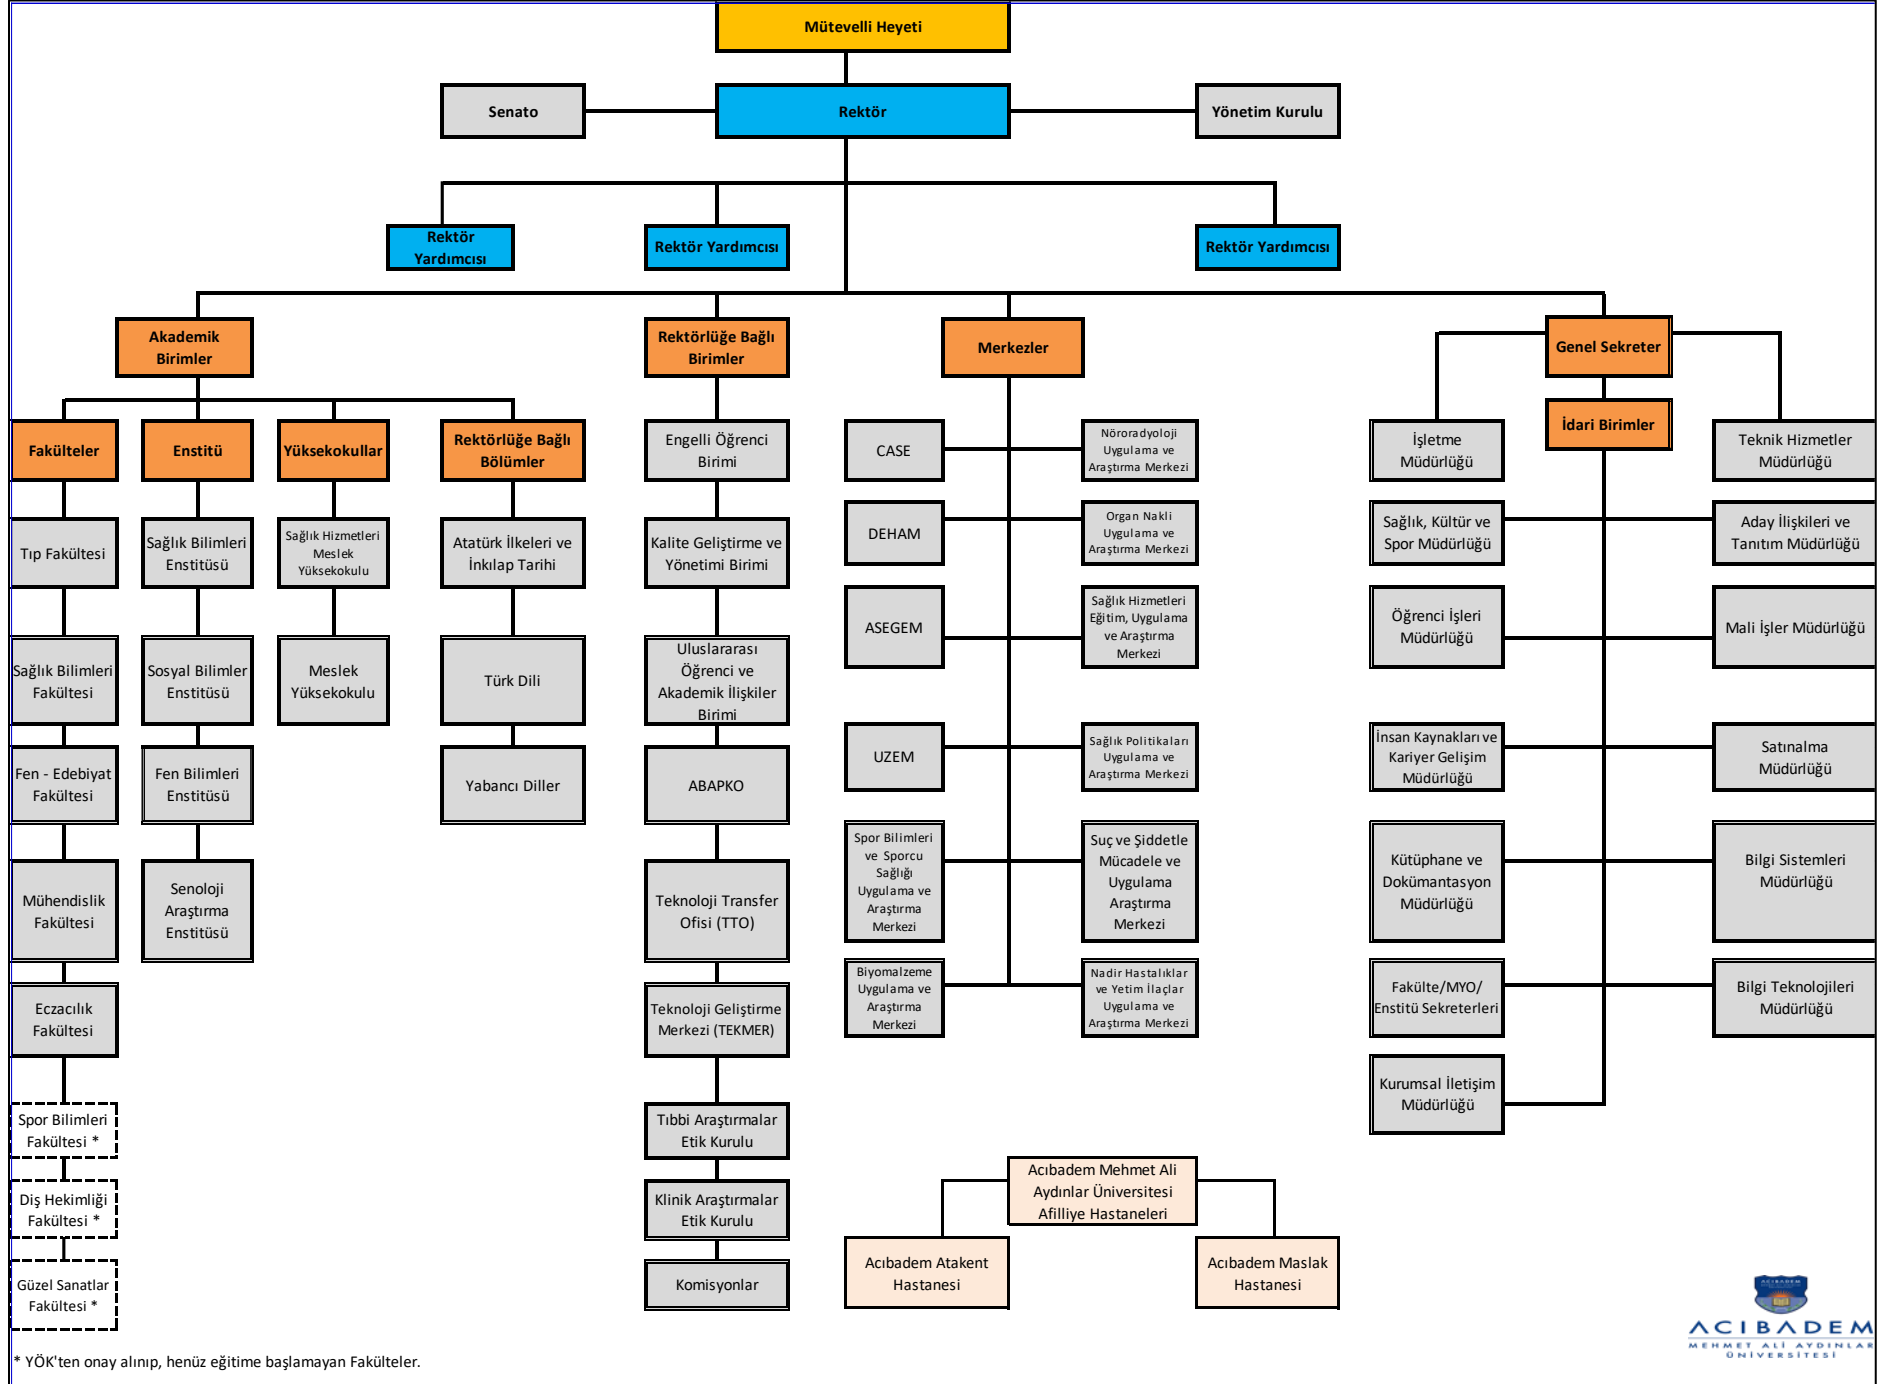 Mütevelli Heyeti
Senato
Rektör
Yönetim Kurulu
Rektör
Yardımcısı
Rektör Yardımcısı
Rektör Yardımcısı
Akademik
Birimler
Rektörlüğe Bağlı
Birimler
Merkezler
Genel Sekreter
İdari Birimler
Fakülteler
Enstitü
Yüksekokullar
Rektörlüğe Bağlı
Bölümler
Tıp Fakültesi
Sağlık Bilimleri
Fakültesi
Fen - Edebiyat
Fakültesi
Mühendislik
Fakültesi
Eczacılık
Fakültesi
Spor Bilimleri
Fakültesi *
Diş Hekimliği
Fakültesi *
Güzel Sanatlar
Fakültesi *
Sağlık Bilimleri
Enstitüsü
Sosyal Bilimler
Enstitüsü
Fen Bilimleri
Enstitüsü
Senoloji
Araştırma
Enstitüsü
Sağlık Hizmetleri
Meslek
Yüksekokulu
Meslek
Yüksekokulu
Atatürk İlkeleri ve
İnkılap Tarihi
Türk Dili
Yabancı Diller
Engelli Öğrenci
Birimi
Kalite Geliştirme ve
Yönetimi Birimi
Uluslararası
Öğrenci ve
Akademik İlişkiler
Birimi
ABAPKO
Teknoloji Transfer
Ofisi (TTO)
Teknoloji Geliştirme
Merkezi (TEKMER)
Tıbbi Araştırmalar
Etik Kurulu
Klinik Araştırmalar
Etik Kurulu
Komisyonlar
CASE
DEHAM
ASEGEM
UZEM
Spor Bilimleri
ve Sporcu
Sağlığı
Uygulama ve
Araştırma
Merkezi
Biyomalzeme
Uygulama ve
Araştırma
Merkezi
Nöroradyoloji
Uygulama ve
Araştırma Merkezi
Organ Nakli
Uygulama ve
Araştırma Merkezi
Sağlık Hizmetleri
Eğitim, Uygulama
ve Araştırma
Merkezi
Sağlık Politikaları
Uygulama ve
Araştırma Merkezi
Suç ve Şiddetle
Mücadele ve
Uygulama
Araştırma
Merkezi
Nadir Hastalıklar
ve Yetim İlaçlar
Uygulama ve
Araştırma Merkezi
İşletme
Müdürlüğü
Sağlık, Kültür ve
Spor Müdürlüğü
Öğrenci İşleri
Müdürlüğü
İnsan Kaynakları ve
Kariyer Gelişim
Müdürlüğü
Kütüphane ve
Dokümantasyon
Müdürlüğü
Fakülte/MYO/
Enstitü Sekreterleri
Kurumsal İletişim
Müdürlüğü
Teknik Hizmetler
Müdürlüğü
Aday İlişkileri ve
Tanıtım Müdürlüğü
Mali İşler Müdürlüğü
Satınalma
Müdürlüğü
Bilgi Sistemleri
Müdürlüğü
Bilgi Teknolojileri
Müdürlüğü
Acıbadem Mehmet Ali
Aydınlar Üniversitesi
Afilliye Hastaneleri
Acıbadem Atakent
Hastanesi
Acıbadem Maslak
Hastanesi
ACIBADEM
ACIBADEM
MEHMET ALİ AYDINLAR
ÜNİVERSİTESİ
* YÖK'ten onay alınıp, henüz eğitime başlamayan Fakülteler.